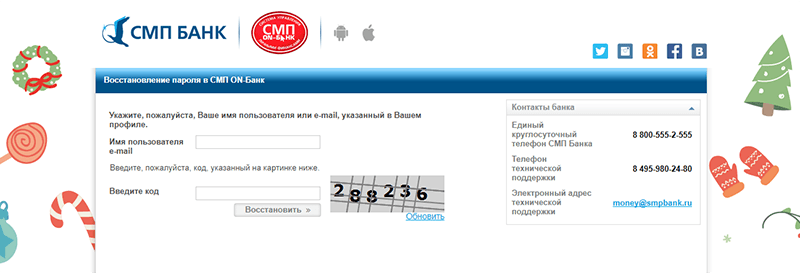 СМП БАНК
СИСТЕМА УПРАВЛЕНИЯ
СМП
ON-БАНК
Восстановление пароля в СМП ON-Банк
Укажите, пожалуйста, Ваше имя пользователя или e-mail, указанный в Вашем
профиле.
Имя пользователя
e-mail
Введите, пожалуйста, код, указанный на картинке ниже.
Введите код
288236
Восстановить »
Обновить
Контакты банка
Единый
круглосуточный
телефон СМП Банка
8 800-555-2-555
Телефон
технической
поддержки
8 495-980-24-80
Электронный адрес
технической
поддержки
money@smpbank.ru